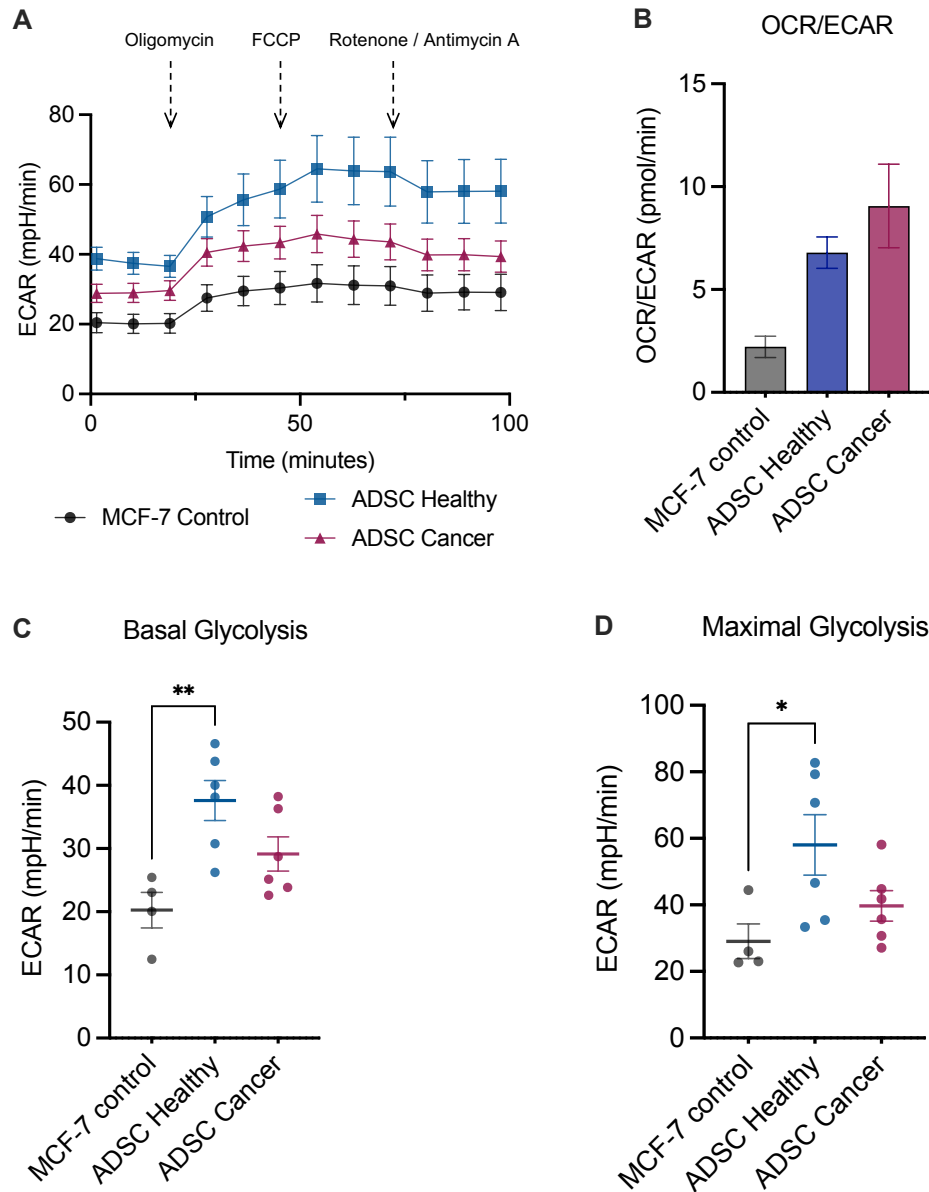 A
Oligomycin FCCP Rotenone / Antimycin A
80
60
40
20
0
ECAR (mpH/min)
0 50 100
Time (minutes)
MCF-7 Control
ADSC Healthy
ADSC Cancer
B
OCR/ECAR
15
10
5
0
OCR/ECAR (pmol/min)
MCF-7 control
ADSC Healthy
ADSC Cancer
C
Basal Glycolysis
**
50
40
30
20
10
0
ECAR (mpH/min)
MCF-7 control
ADSC Healthy
ADSC Cancer
D
Maximal Glycolysis
*
100
80
60
40
20
0
ECAR (mpH/min)
MCF-7 control
ADSC Healthy
ADSC Cancer